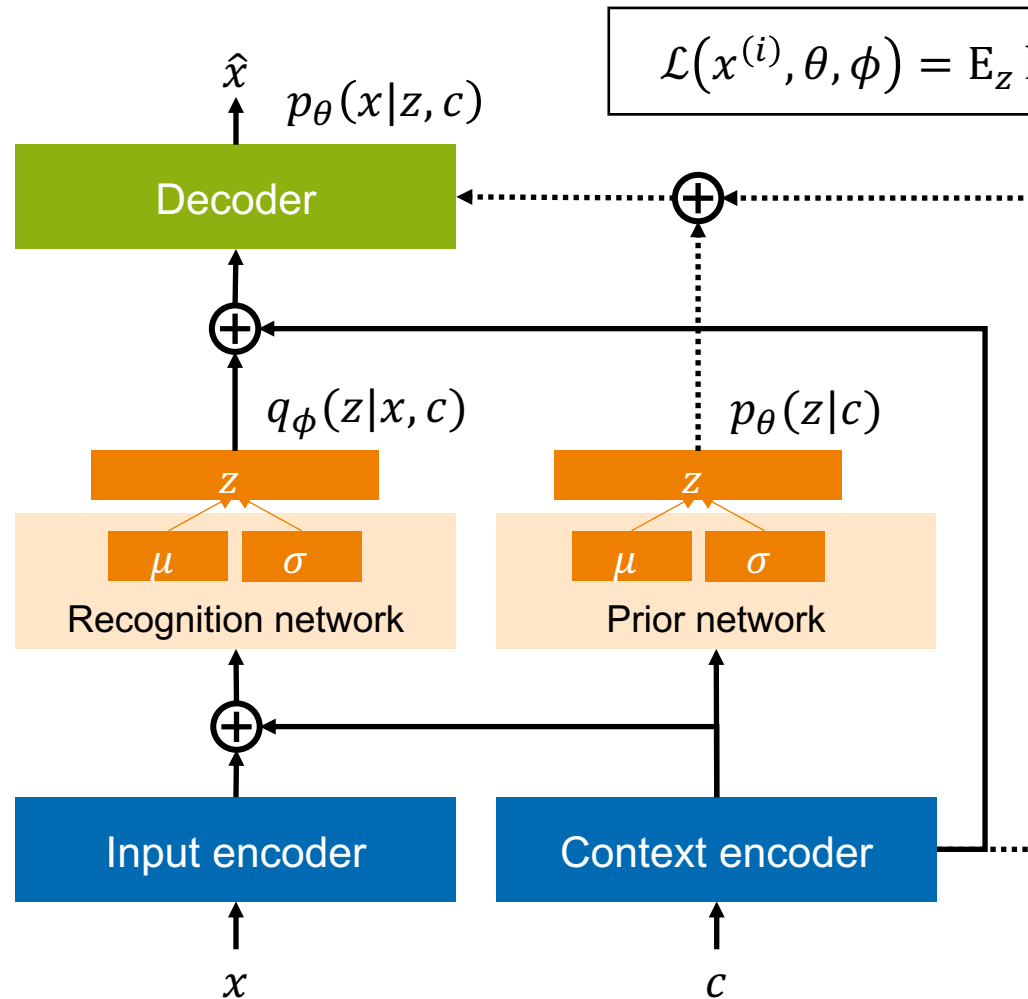 ℒ(x^(i), θ, ϕ) = E_z
x̂
p_θ(x|z, c)
Decoder
q_ϕ(z|x, c)
p_θ(z|c)
z
z
μ σ
μ σ
Recognition network
Prior network
Input encoder
Context encoder
x
c